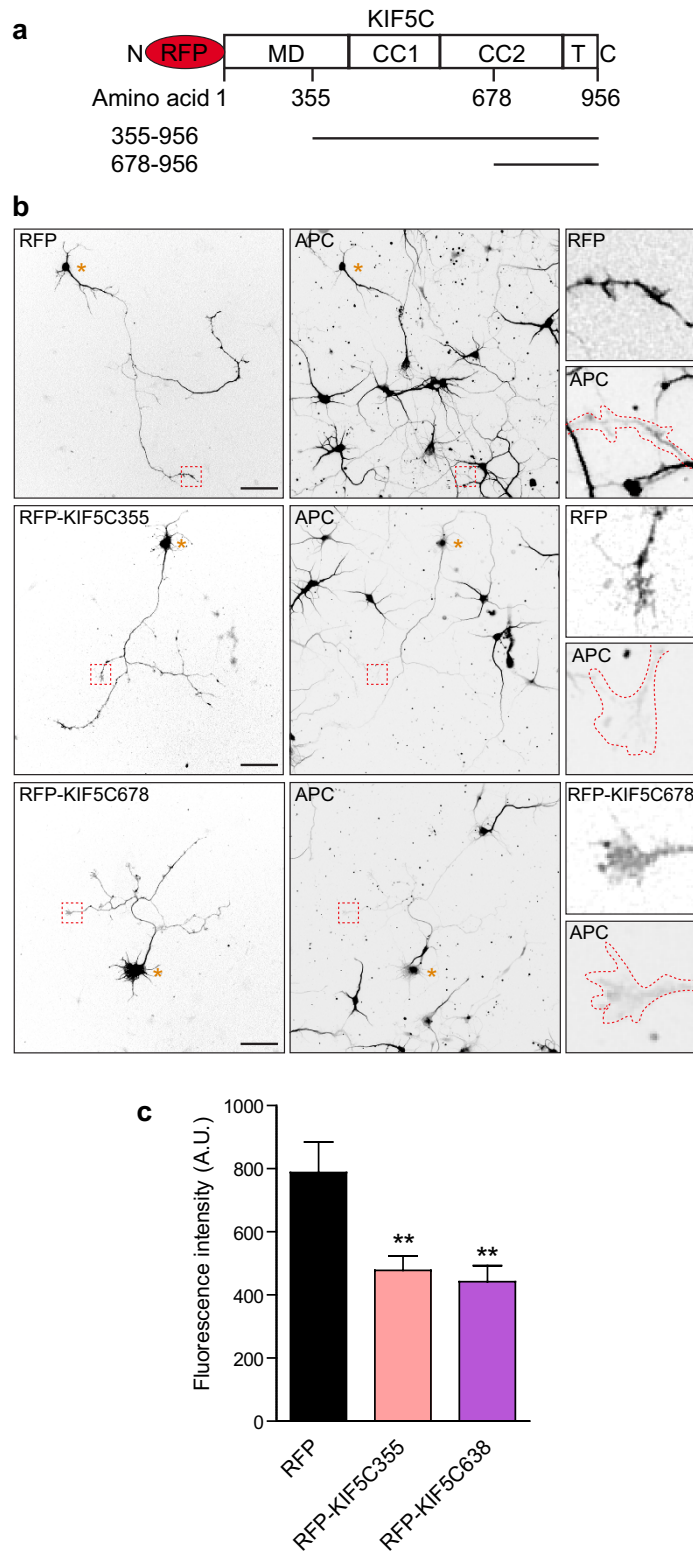 a
KIF5C
N RFP MD CC1 CC2 T C
Amino acid 1 355 678 956
355-956
678-956
b
RFP * APC * RFP
APC
RFP-KIF5C355 * APC * RFP
APC
RFP-KIF5C678 * APC * RFP-KIF5C678
APC
c
Fluorescence intensity (A.U.)
1000
800
600
400
200
0
** **
RFP
RFP-KIF5C355
RFP-KIF5C638